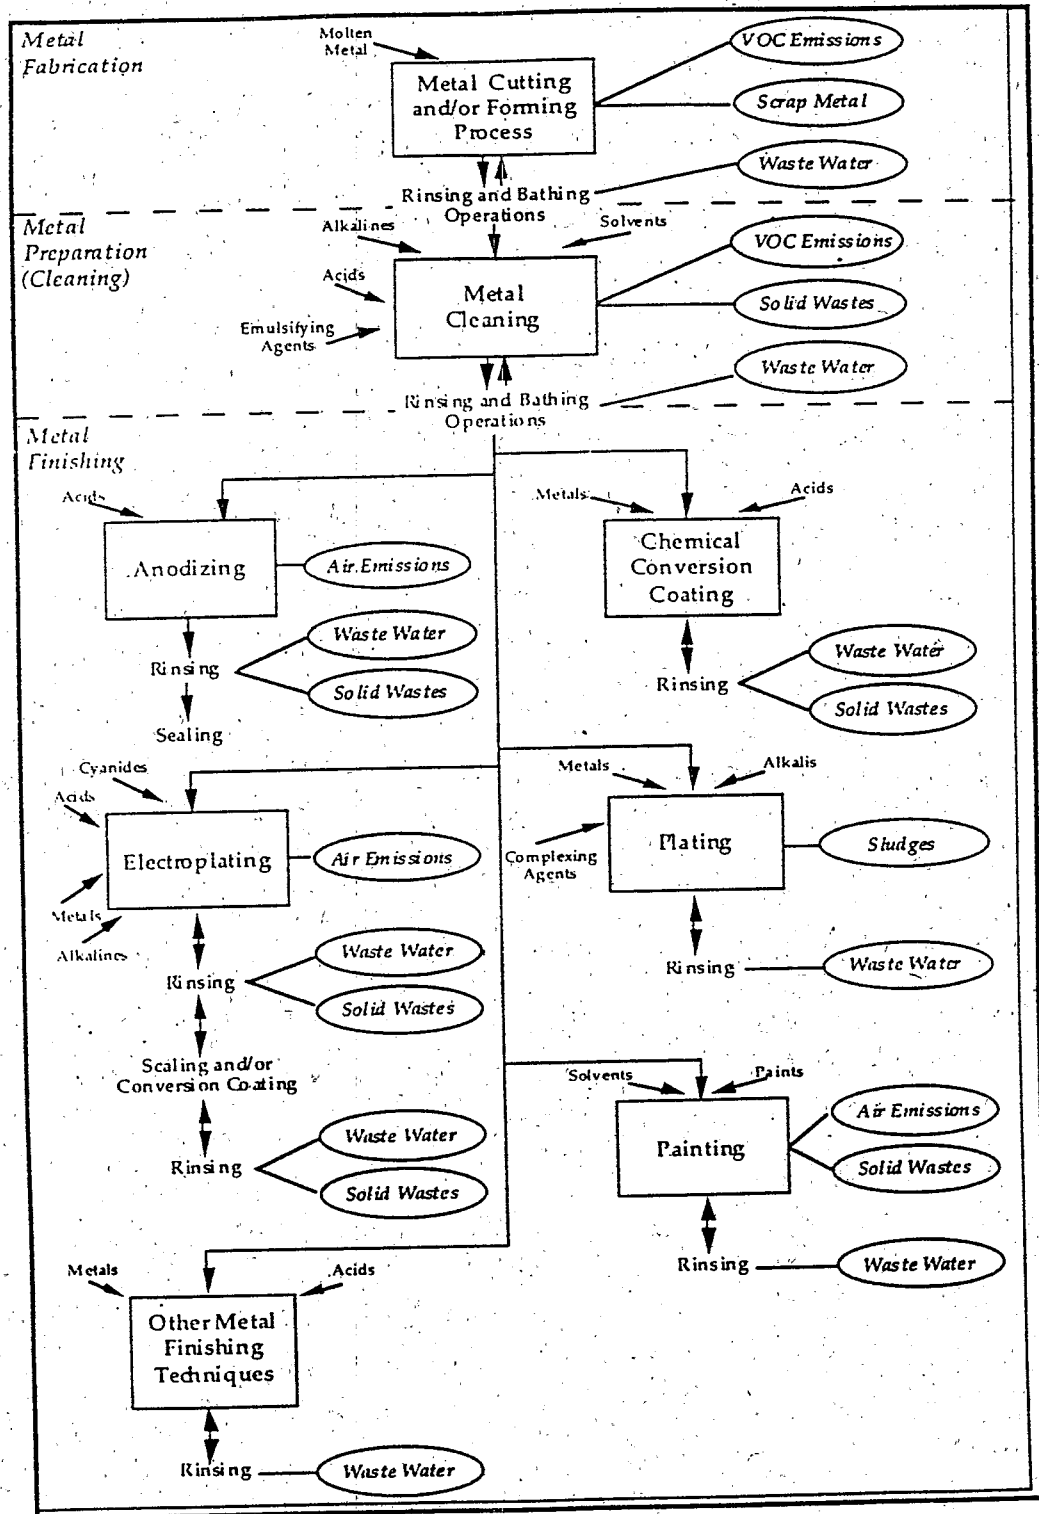 Metal
Fabrication
Molten
Metal
Metal Cutting
and/or Forming
Process
VOC Emissions
Scrap Metal
Waste Water
Rinsing and Bathing
Operations
Metal
Preparation
(Cleaning)
Alkalines
Solvents
Acids
Emulsifying
Agents
Metal
Cleaning
VOC Emissions
Solid Wastes
Waste Water
Rinsing and Bathing
Operations
Metal
Finishing
Acids
Anodizing
Air Emissions
Rinsing
Waste Water
Solid Wastes
Sealing
Metals
Acids
Chemical
Conversion
Coating
Rinsing
Waste Water
Solid Wastes
Cyanides
Acids
Electroplating
Metals
Alkalines
Air Emissions
Rinsing
Waste Water
Solid Wastes
Sealing and/or
Conversion Coating
Rinsing
Waste Water
Solid Wastes
Metals
Alkalis
Complexing
Agents
Plating
Sludges
Rinsing
Waste Water
Solvents
Paints
Painting
Air Emissions
Solid Wastes
Rinsing
Waste Water
Metals
Acids
Other Metal
Finishing
Techniques
Rinsing
Waste Water